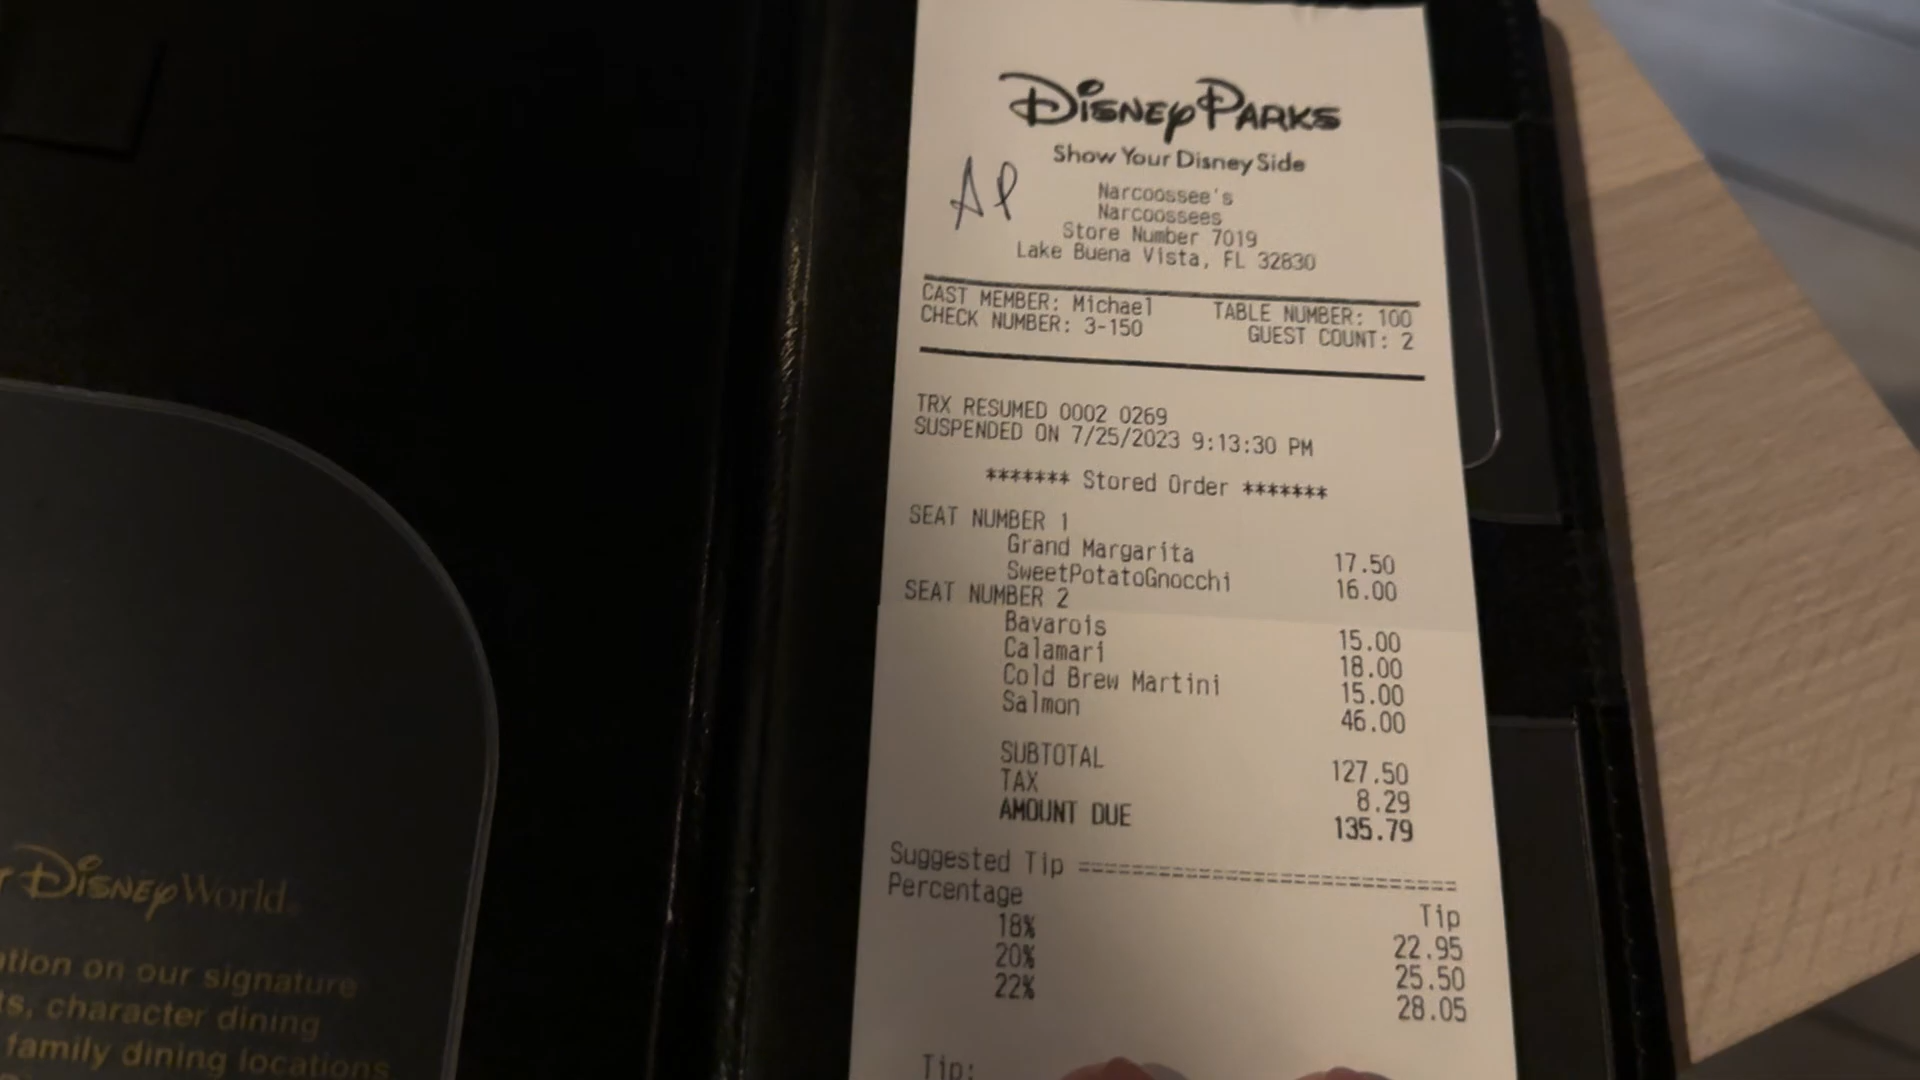 Disney Parks
Show Your Disney Side
AP
Narcoossee's
Narcoossees
Store Number 7019
Lake Buena Vista, FL 32830
CAST MEMBER: Michael TABLE NUMBER: 100
CHECK NUMBER: 3-150 GUEST COUNT: 2
TRX RESUMED 0002 0269
SUSPENDED ON 7/25/2023 9:13:30 PM
******* Stored Order *******
SEAT NUMBER 1
Grand Margarita 17.50
SweetPotatoGnocchi 16.00
SEAT NUMBER 2
Bavarois 15.00
Calamari 18.00
Cold Brew Martini 15.00
Salmon 46.00
SUBTOTAL 127.50
TAX 8.29
AMOUNT DUE 135.79
Suggested Tip ============================
Percentage Tip
18% 22.95
20% 25.50
22% 28.05
Tip:
Disney World
on our signature
character dining
family dining locations